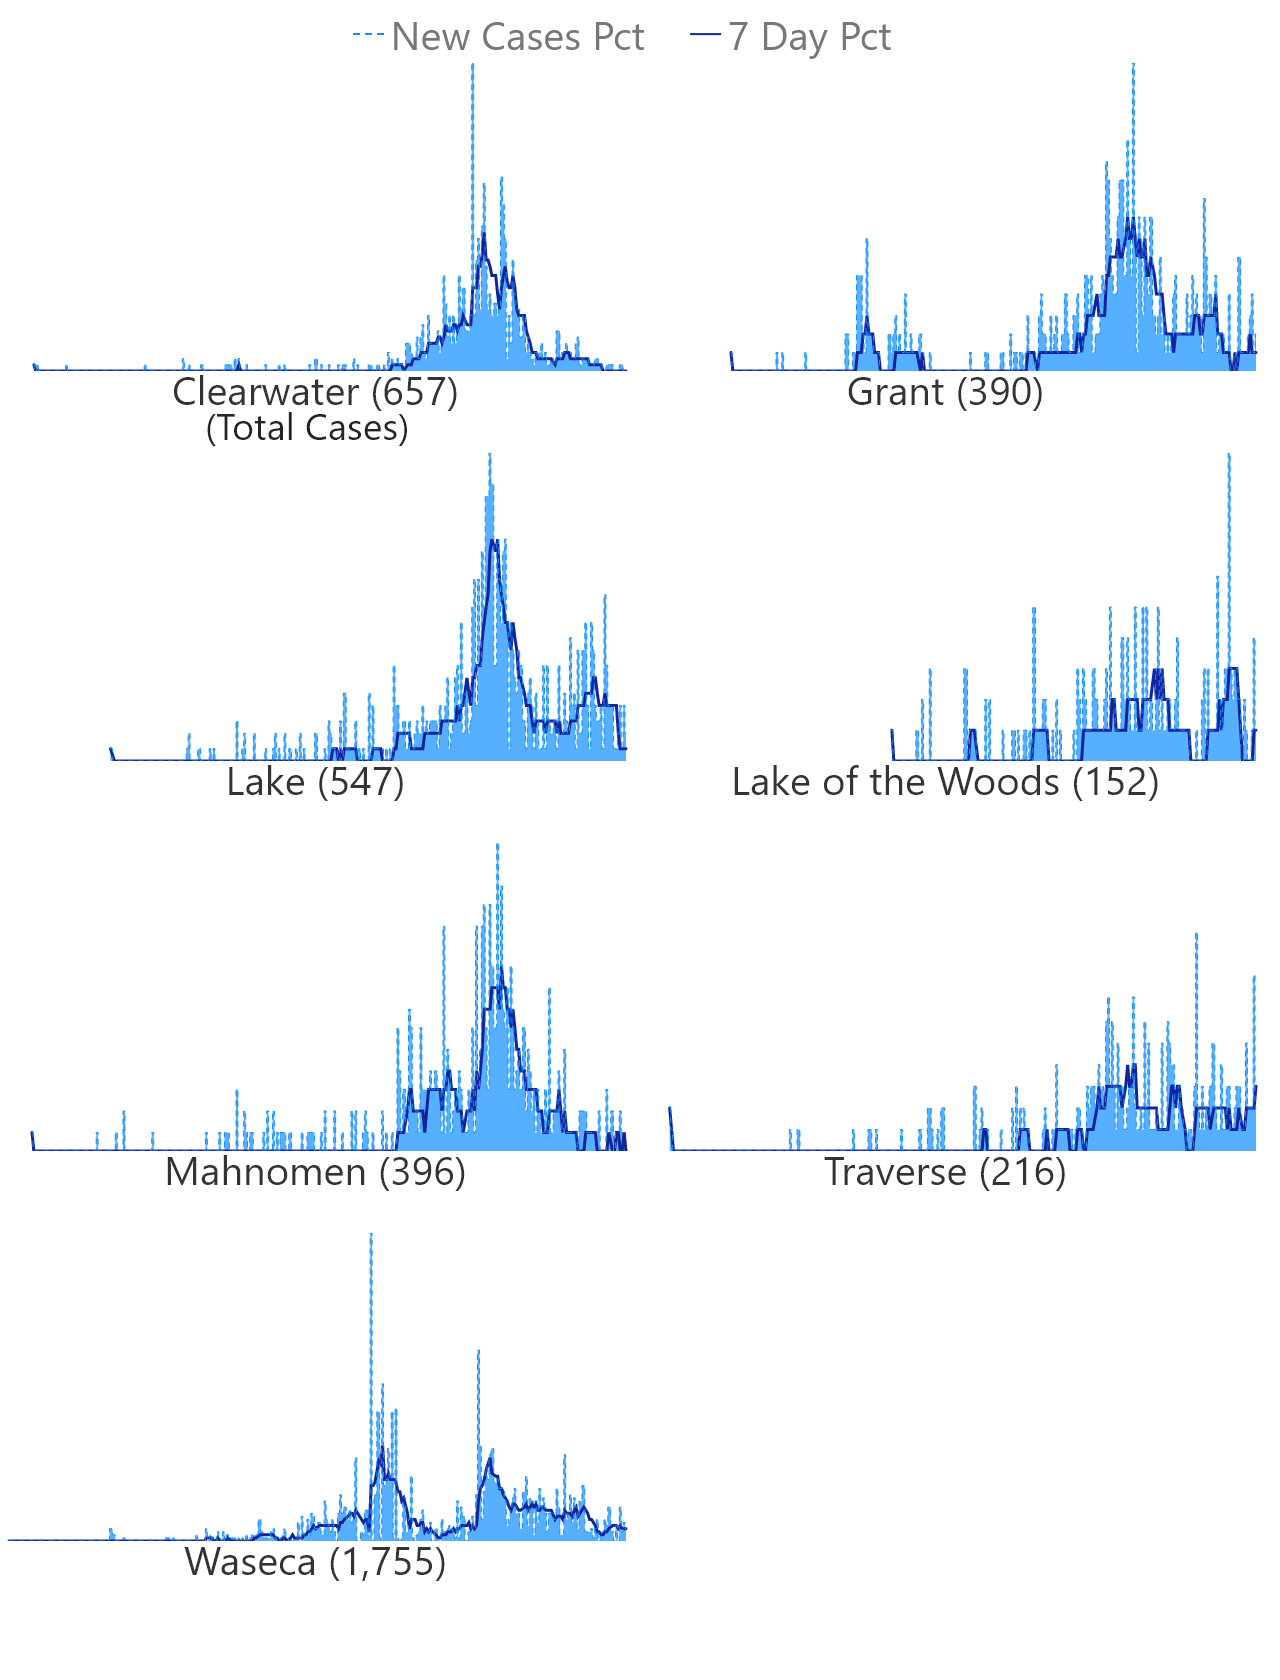 New Cases Pct 7 Day Pct
Clearwater (657)
(Total Cases)
Grant (390)
Lake (547)
Lake of the Woods (152)
Mahnomen (396)
Traverse (216)
Waseca (1,755)